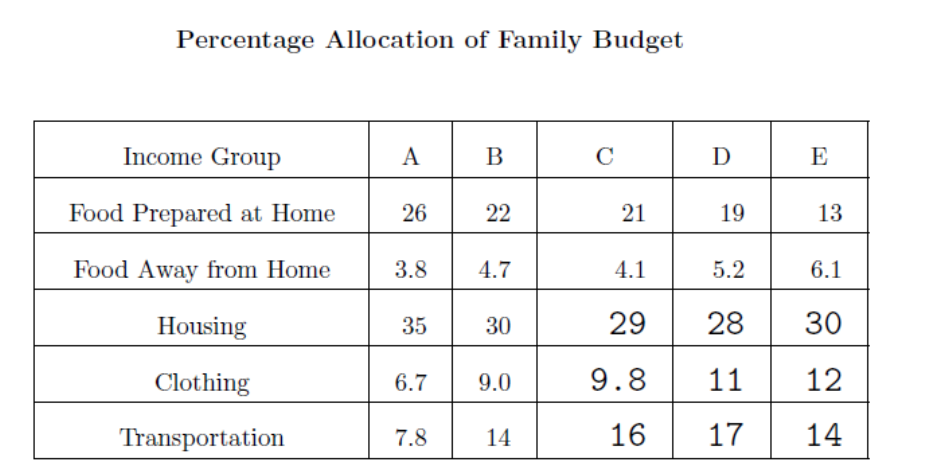 Percentage Allocation of Family Budget
Income Group A B C D E
Food Prepared at Home 26 22 21 19 13
Food Away from Home 3.8 4.7 4.1 5.2 6.1
Housing 35 30 29 28 30
Clothing 6.7 9.0 9.8 11 12
Transportation 7.8 14 16 17 14